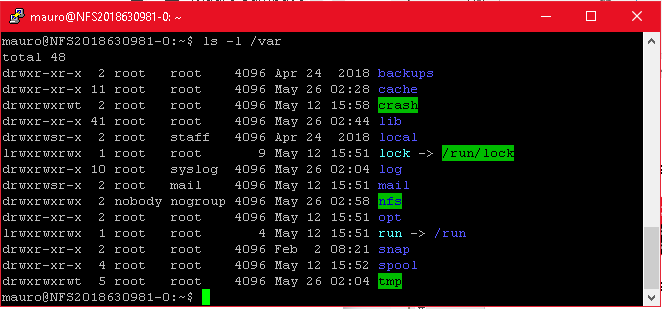 mauro@NFS2018630981-0: ~
mauro@NFS2018630981-0:~$ ls -l /var
total 48
drwxr-xr-x  2 root   root    4096 Apr 24  2018 backups
drwxr-xr-x 11 root   root    4096 May 26 02:28 cache
drwxrwxrwt  2 root   root    4096 May 12 15:58 crash
drwxr-xr-x 41 root   root    4096 May 26 02:44 lib
drwxrwsr-x  2 root   staff   4096 Apr 24  2018 local
lrwxrwxrwx  1 root   root       9 May 12 15:51 lock -> /run/lock
drwxrwxr-x 10 root   syslog  4096 May 26 02:04 log
drwxrwsr-x  2 root   mail    4096 May 12 15:51 mail
drwxrwxrwx  2 nobody nogroup 4096 May 26 02:58 nfs
drwxr-xr-x  2 root   root    4096 May 12 15:51 opt
lrwxrwxrwx  1 root   root       4 May 12 15:51 run -> /run
drwxr-xr-x  2 root   root    4096 Feb  2 08:21 snap
drwxr-xr-x  4 root   root    4096 May 12 15:52 spool
drwxrwxrwt  5 root   root    4096 May 26 02:04 tmp
mauro@NFS2018630981-0:~$